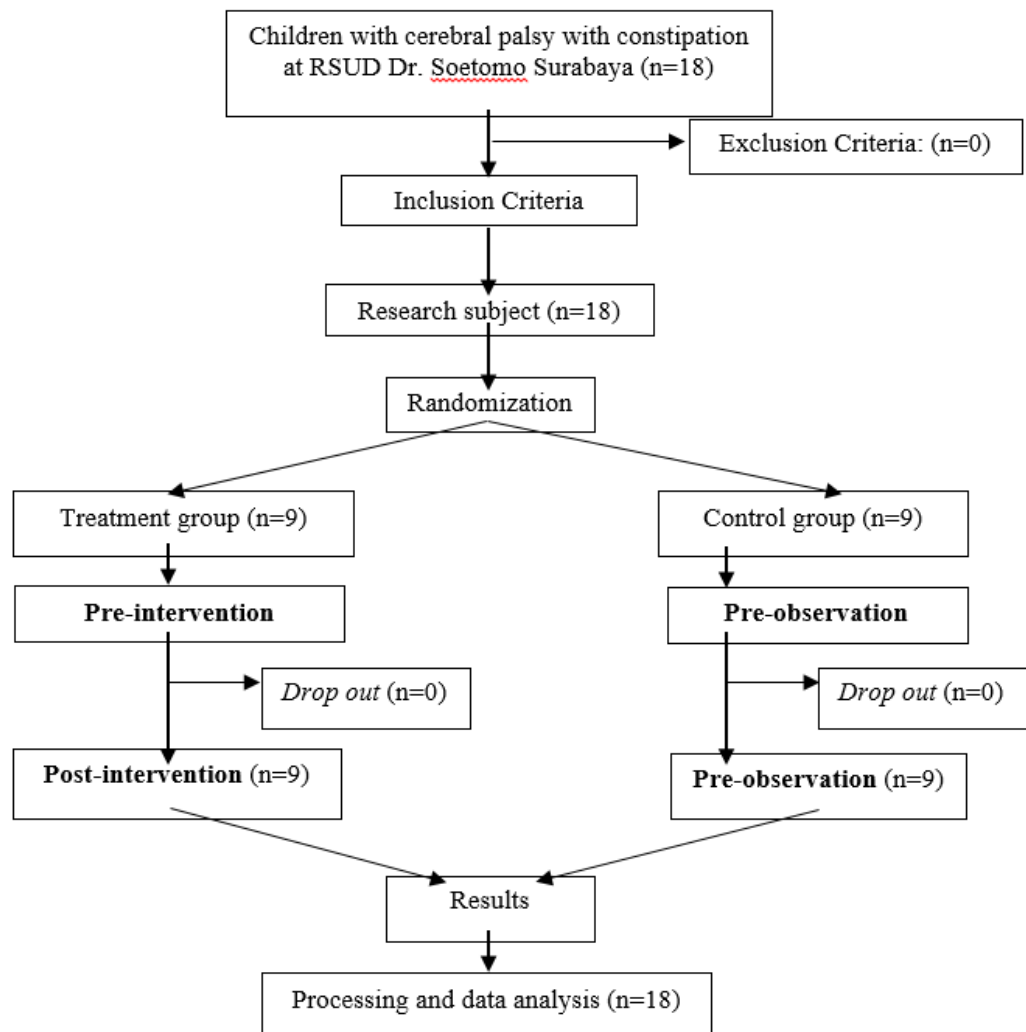 Children with cerebral palsy with constipation
at RSUD Dr. Soetomo Surabaya (n=18)
Exclusion Criteria: (n=0)
Inclusion Criteria
Research subject (n=18)
Randomization
Treatment group (n=9)
Control group (n=9)
Pre-intervention
Pre-observation
Drop out (n=0)
Drop out (n=0)
Post-intervention (n=9)
Pre-observation (n=9)
Results
Processing and data analysis (n=18)